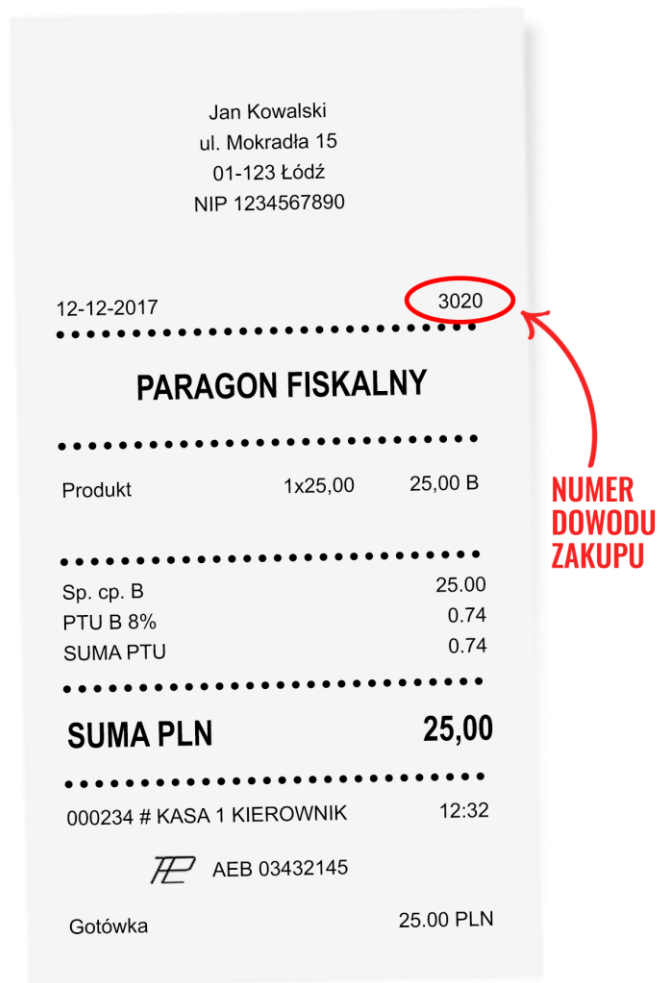 Jan Kowalski
ul. Mokradła 15
01-123 Łódź
NIP 1234567890
12-12-2017 3020
PARAGON FISKALNY
Produkt 1x25,00 25,00 B
Sp. cp. B 25.00
PTU B 8% 0.74
SUMA PTU 0.74
SUMA PLN 25,00
000234 # KASA 1 KIEROWNIK 12:32
AEB 03432145
Gotówka 25.00 PLN
NUMER
DOWODU
ZAKUPU